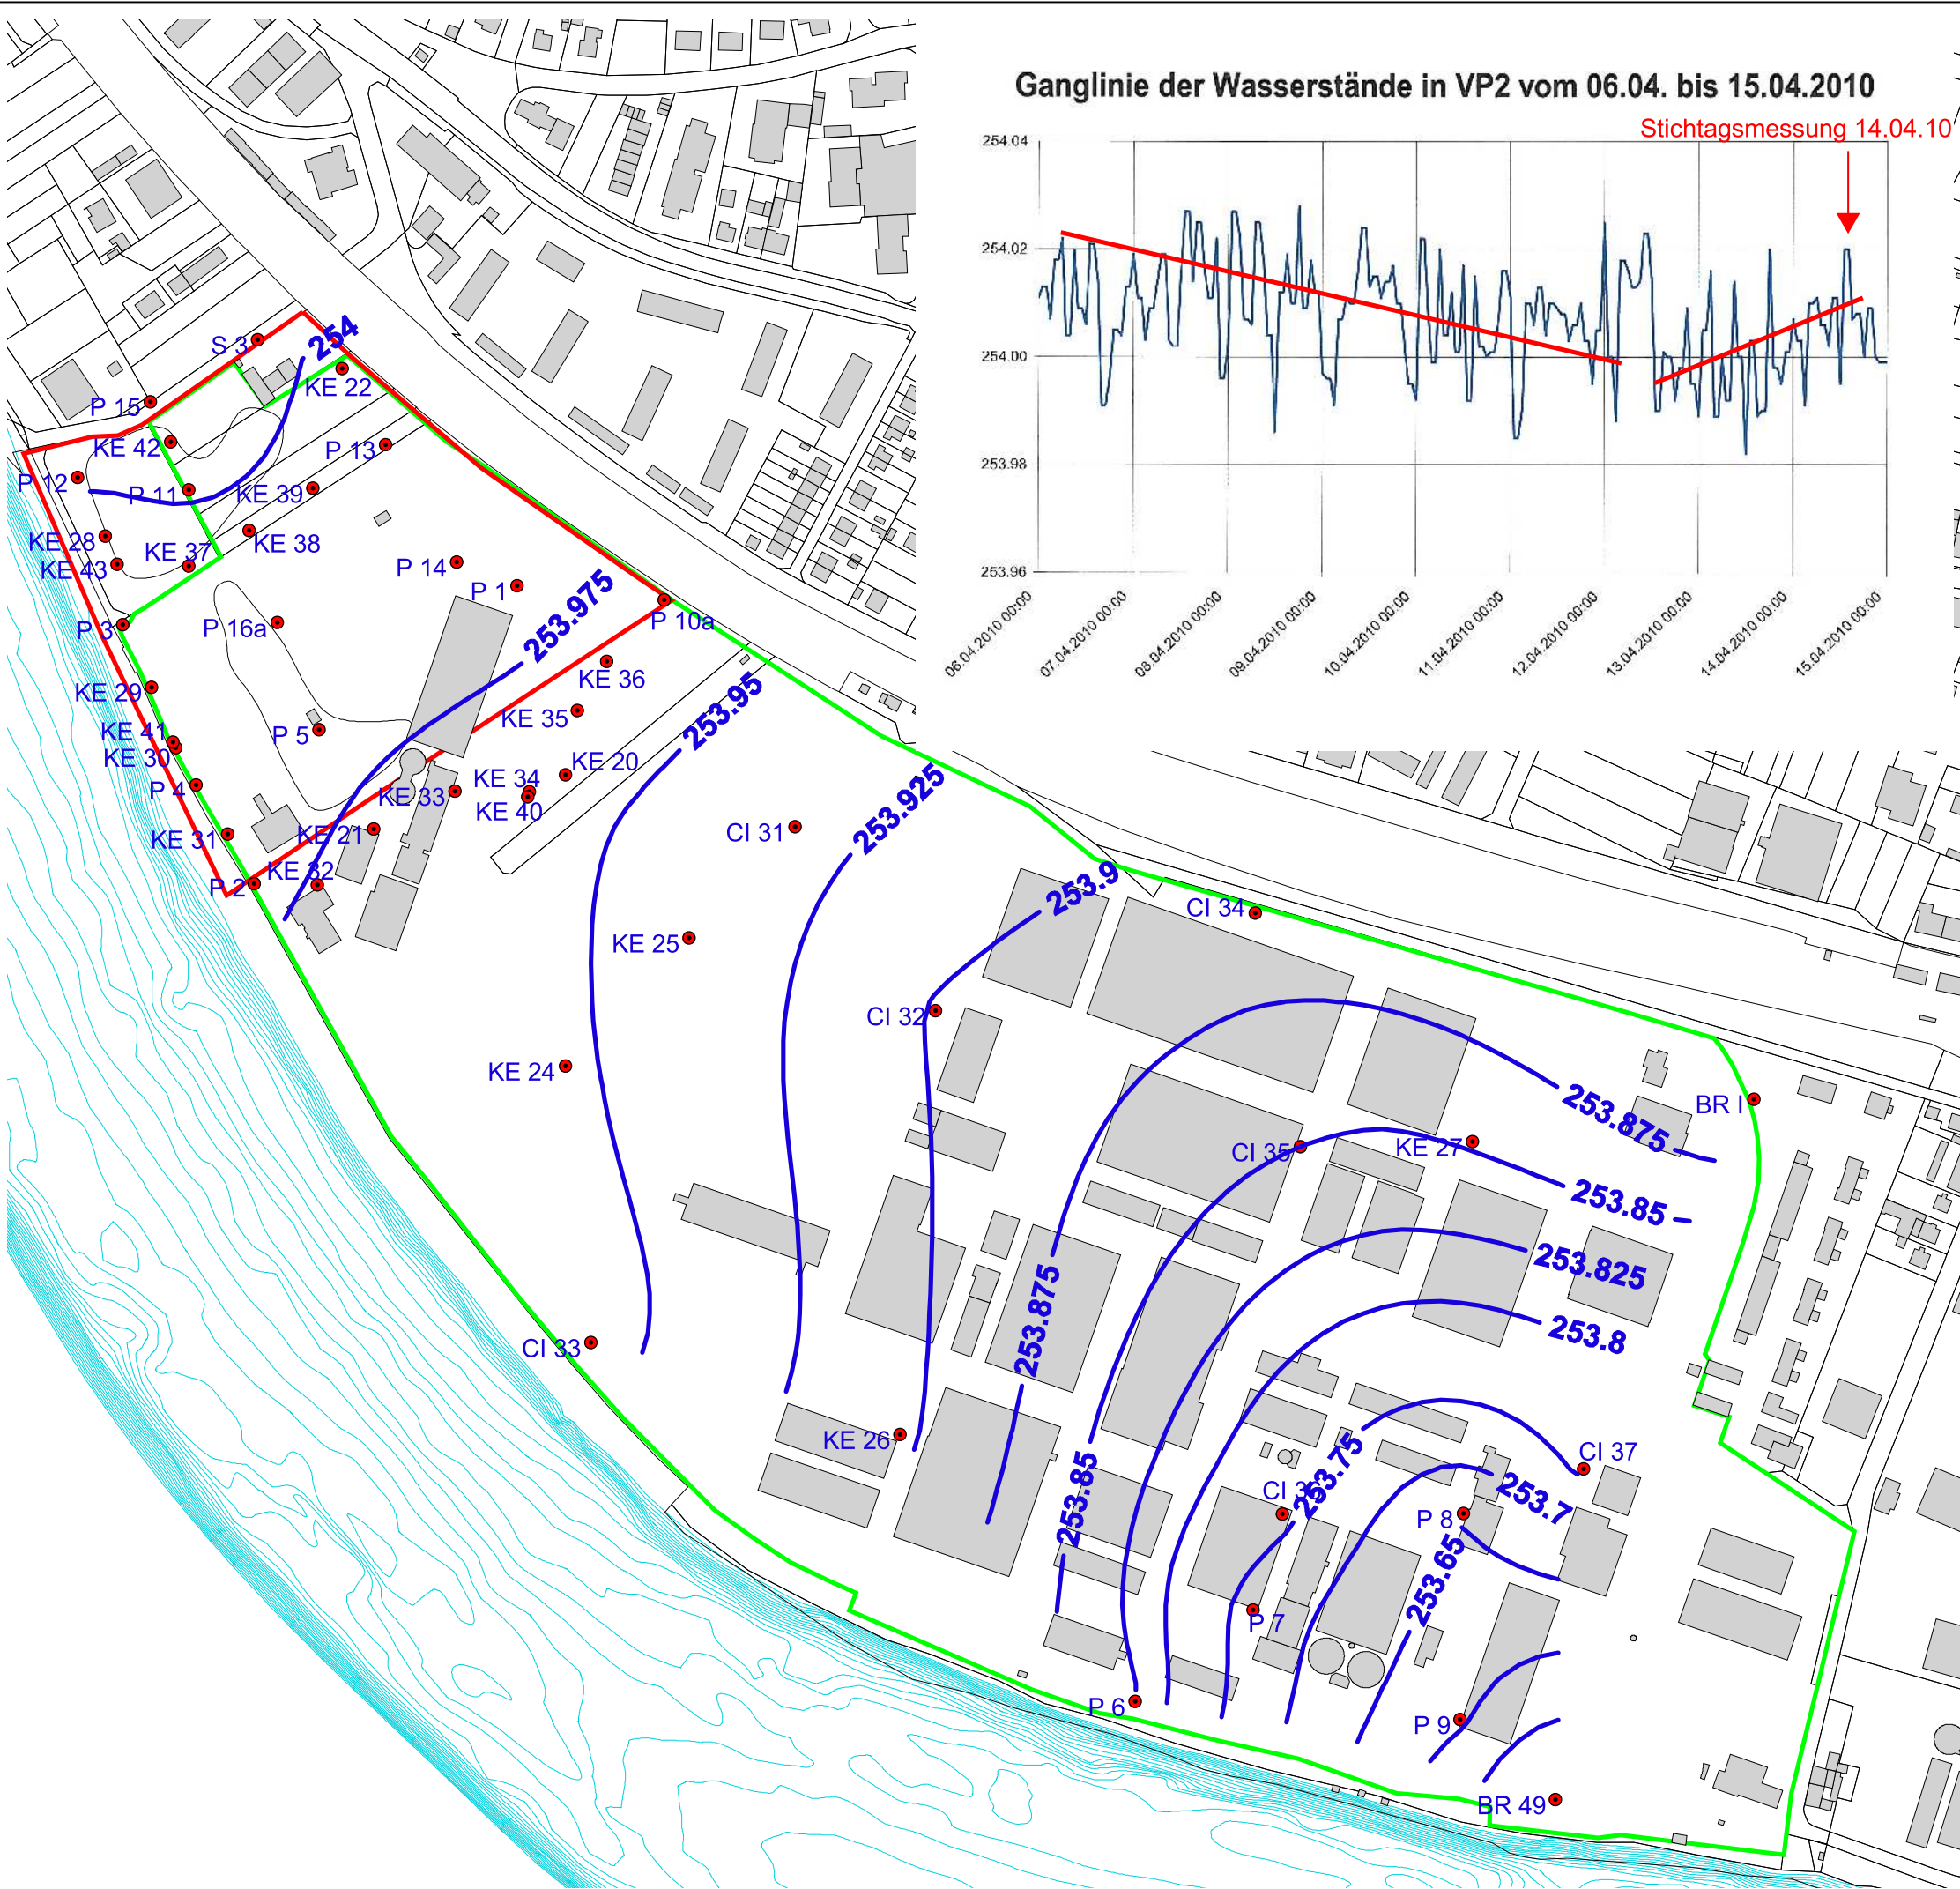 Ganglinie der Wasserstände in VP2 vom 06.04. bis 15.04.2010
Stichtagsmessung 14.04.10
254.04
254.02
254.00
253.98
253.96
06.04.2010 00:00
07.04.2010 00:00
08.04.2010 00:00
09.04.2010 00:00
10.04.2010 00:00
11.04.2010 00:00
12.04.2010 00:00
13.04.2010 00:00
14.04.2010 00:00
15.04.2010 00:00
S 3
254
KE 22
P 15
KE 42
P 13
P 12
P 11
KE 39
KE 28
KE 37
KE 38
KE 43
P 14
P 1
253.975
P 3
P 16a
P 10a
KE 29
KE 36
253.95
KE 35
KE 41
P 5
KE 30
KE 20
P 4
KE 34
KE 33
KE 40
253.925
KE 31
KE 21
CI 31
KE 32
P 2
253.9
CI 34
KE 25
CI 32
KE 24
BR I
253.875
KE 27
CI 35
253.85
253.825
253.875
253.8
CI 33
KE 26
CI 37
253.75
253.85
253.7
P 8
253.65
P 7
P 6
P 9
BR 49